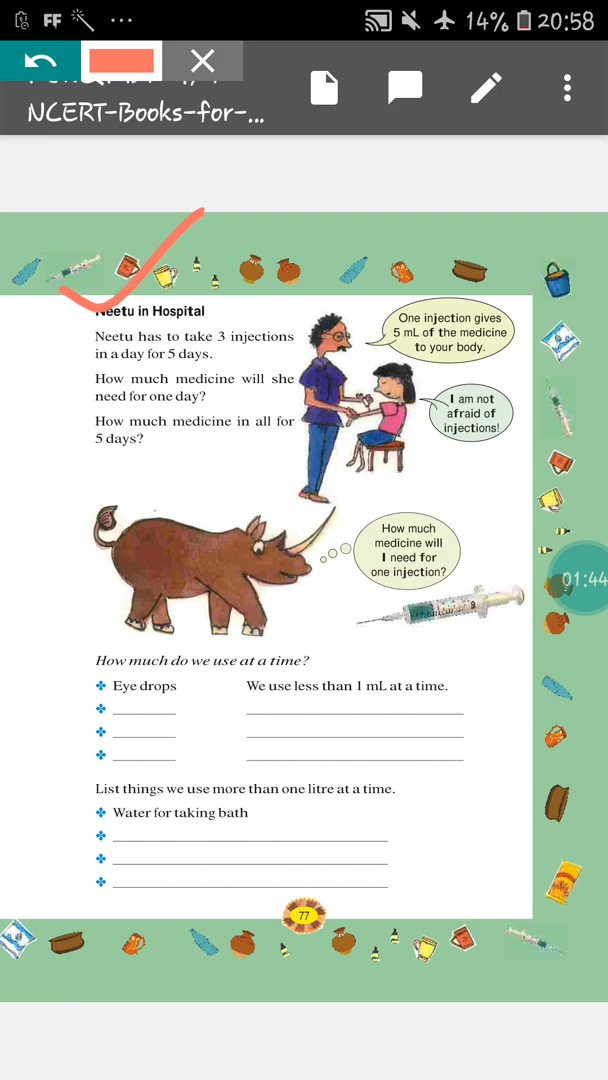 FF
14%
20:58
NCERT-Books-for-...
Neetu in Hospital
Neetu has to take 3 injections
in a day for 5 days.
How much medicine will she
need for one day?
How much medicine in all for
5 days?
One injection gives
5 mL of the medicine
to your body.
I am not
afraid of
injections!
How much
medicine will
I need for
one injection?
01:44
How much do we use at a time?
Eye drops We use less than 1 mL at a time.
List things we use more than one litre at a time.
Water for taking bath
77